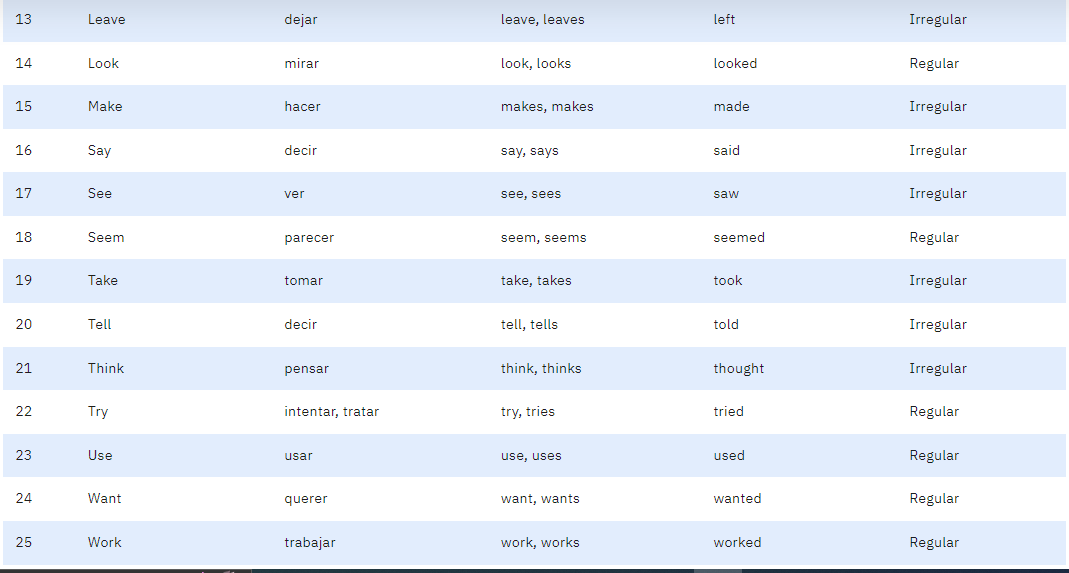 13 Leave dejar leave, leaves left Irregular
14 Look mirar look, looks looked Regular
15 Make hacer makes, makes made Irregular
16 Say decir say, says said Irregular
17 See ver see, sees saw Irregular
18 Seem parecer seem, seems seemed Regular
19 Take tomar take, takes took Irregular
20 Tell decir tell, tells told Irregular
21 Think pensar think, thinks thought Irregular
22 Try intentar, tratar try, tries tried Regular
23 Use usar use, uses used Regular
24 Want querer want, wants wanted Regular
25 Work trabajar work, works worked Regular